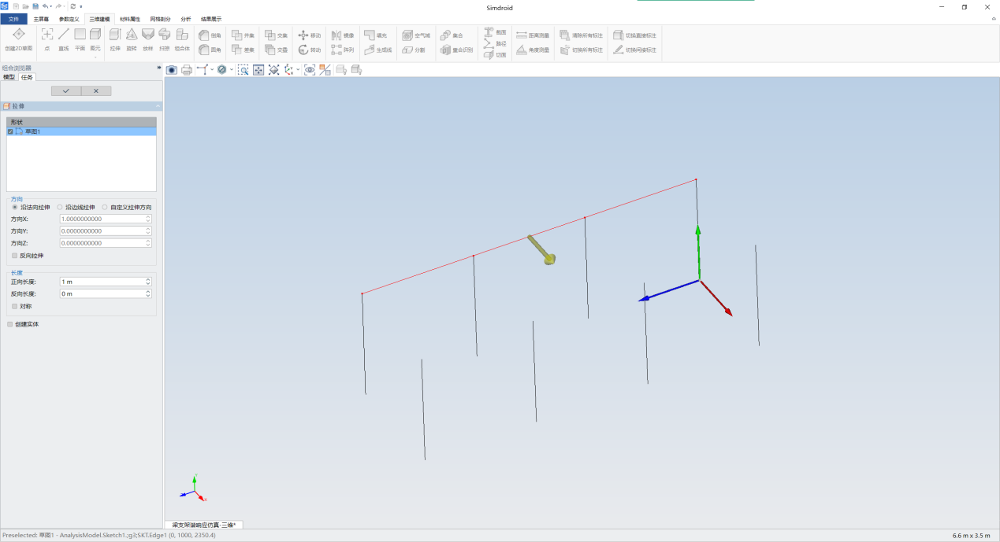 Simdroid
文件 主屏幕 参数定义 三维建模 材料属性 网格剖分 分析 结果展示
倒角 并集 交集 移动 镜像 填充 空气域 集合 截面 距离测量 清除所有标注 切换直接标注
路径
创建2D草图 点 直线 平面 图元 拉伸 旋转 放样 扫掠 组合体 圆角 差集 交叠 转动 阵列 生成线 分割 重合识别 切面 角度测量 切换所有标注 切换间接标注
组合浏览器
模型 任务
拉伸
形状
草图1
方向
沿法向拉伸 沿边线拉伸 自定义拉伸方向
方向X: 1.0000000000
方向Y: 0.0000000000
方向Z: 0.0000000000
反向拉伸
长度
正向长度: 1 m
反向长度: 0 m
对称
创建实体
梁支架谐响应仿真-三维*
Preselected: 草图1 - AnalysisModel.Sketch1.;g3;SKT.Edge1 (0, 1000, 2350.4)
6.6 m x 3.5 m